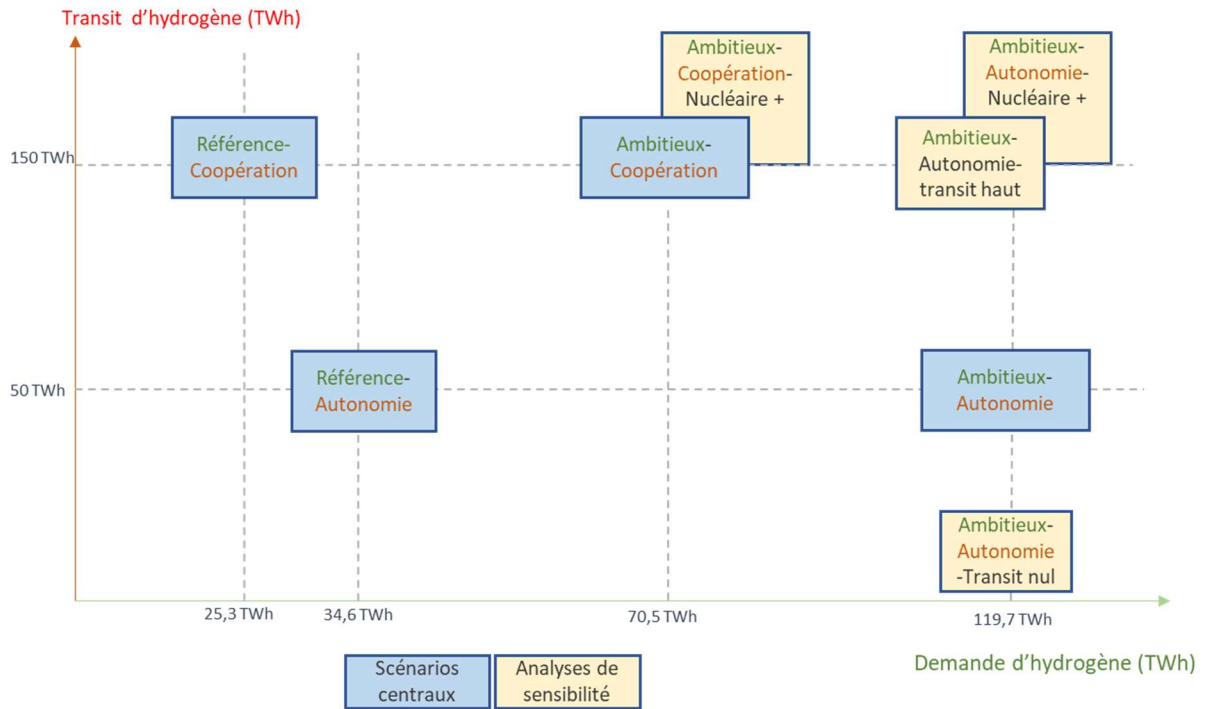 Transit d'hydrogène (TWh)
Ambitieux-
Coopération-
Nucléaire +
Ambitieux-
Autonomie-
Nucléaire +
150 TWh
Référence-
Coopération
Ambitieux-
Coopération
Ambitieux-
Autonomie-
transit haut
50 TWh
Référence-
Autonomie
Ambitieux-
Autonomie
Ambitieux-
Autonomie
-Transit nul
25,3 TWh
34,6 TWh
70,5 TWh
119,7 TWh
Demande d'hydrogène (TWh)
Scénarios
centraux
Analyses de
sensibilité